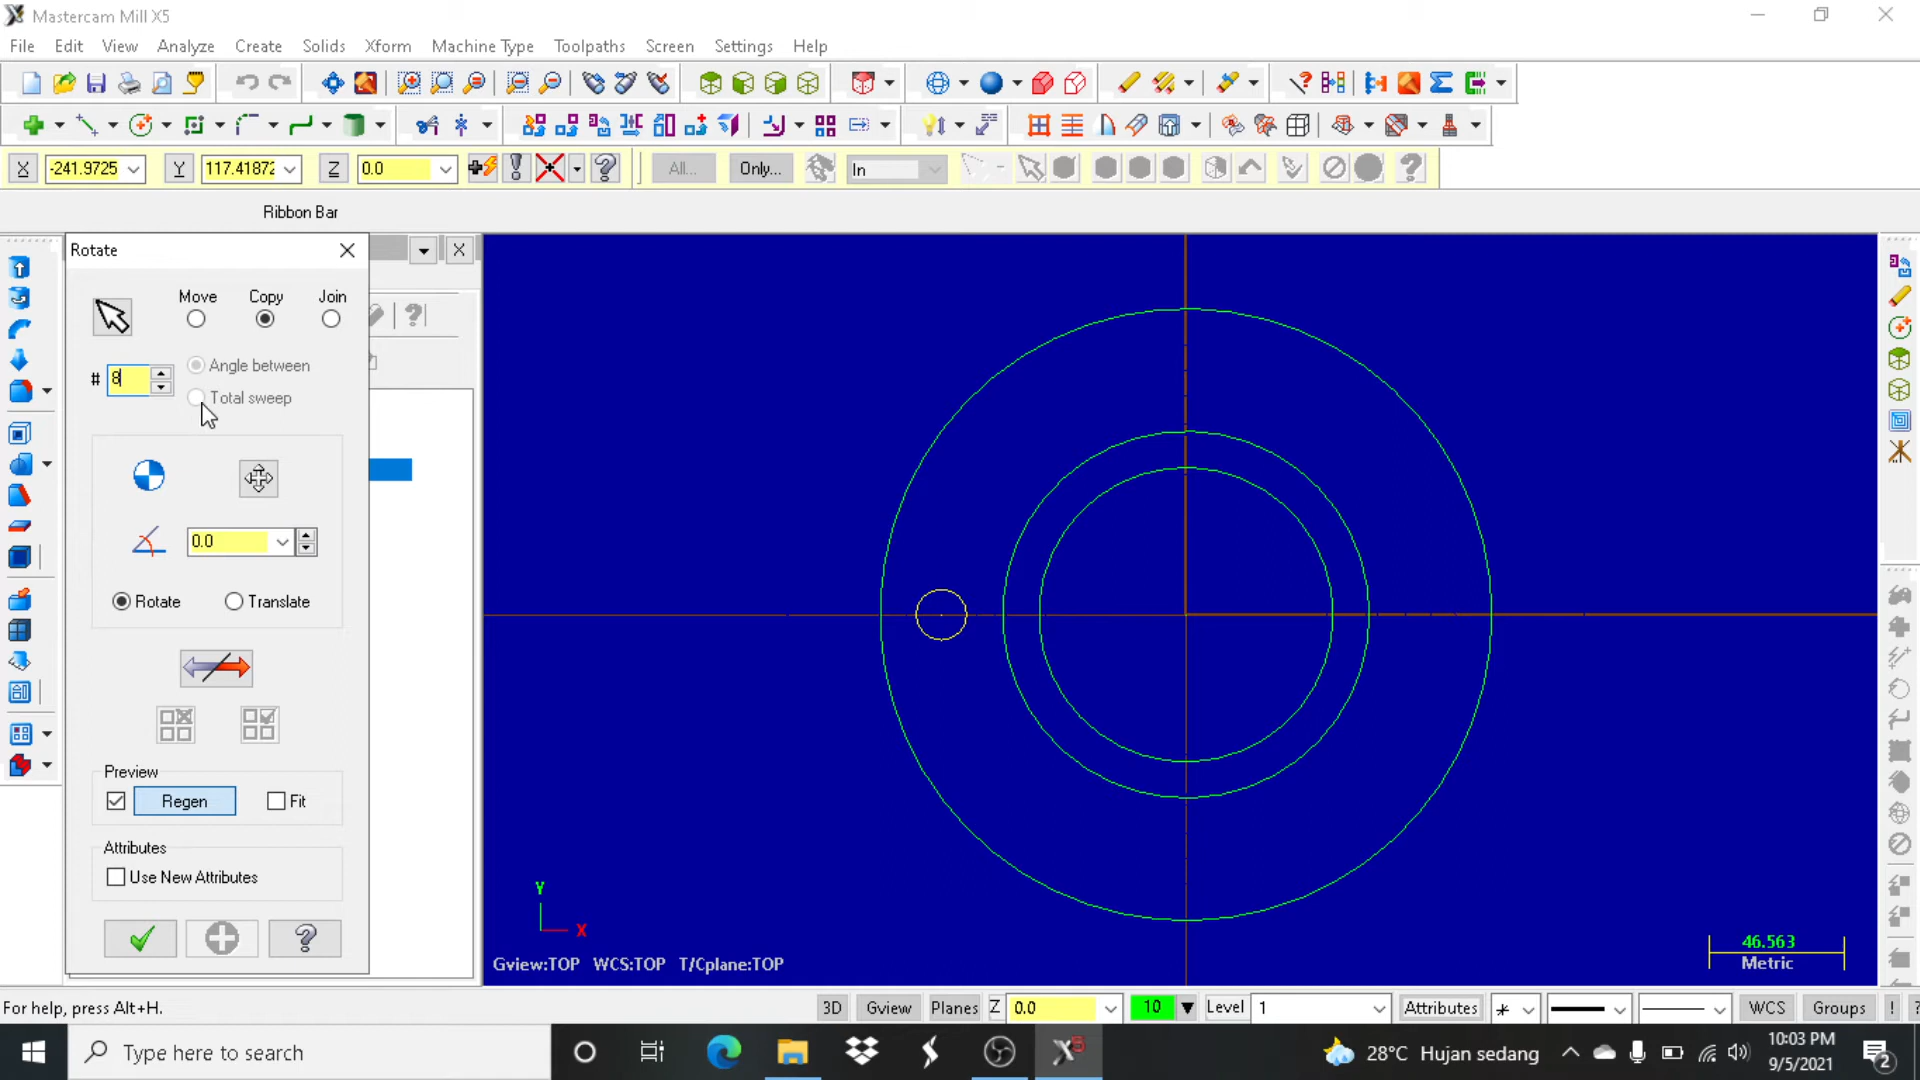 Mastercam Mill X5
File Edit View Analyze Create Solids Xform Machine Type Toolpaths Screen Settings Help
X -241.9725 Y 117.41872 Z 0.0 All... Only... In
Ribbon Bar
Rotate
Move Copy Join
# 8 Angle between
Total sweep
0.0
Rotate Translate
Preview
Regen Fit
Attributes
Use New Attributes
Y
X
Gview:TOP WCS:TOP T/Cplane:TOP
46.563
Metric
For help, press Alt+H.
3D Gview Planes Z 0.0 10 Level 1 Attributes WCS Groups ! ?
Type here to search
28°C Hujan sedang
10:03 PM
9/5/2021
2